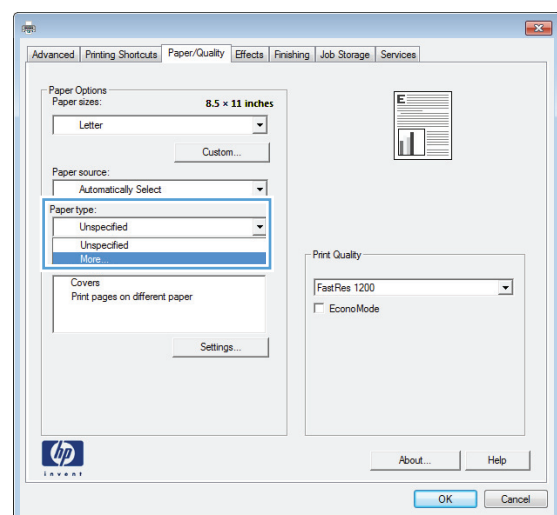 Advanced Printing Shortcuts Paper/Quality Effects Finishing Job Storage Services
Paper Options
Paper sizes: 8.5 × 11 inches
Letter
Custom...
Paper source:
Automatically Select
Paper type:
Unspecified
Unspecified
More...
Covers
Print pages on different paper
Settings...
E
Print Quality
FastRes 1200
EconoMode
hp
invent
About... Help
OK Cancel